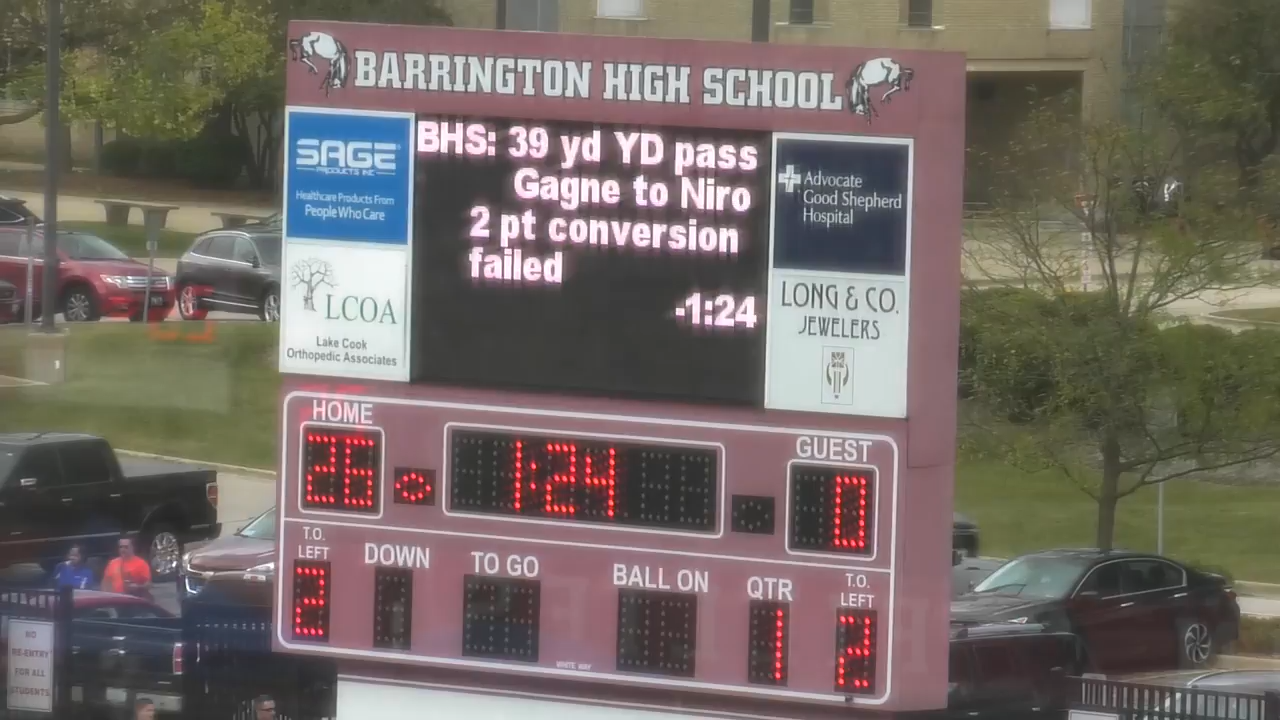 BARRINGTON HIGH SCHOOL
SAGE
PRODUCTS INC
Healthcare Products From
People Who Care
LCOA
Lake Cook
Orthopedic Associates
BHS: 39 yd YD pass
Gagne to Niro
2 pt conversion
failed
-1:24
Advocate
Good Shepherd
Hospital
LONG & CO.
JEWELERS
HOME
26
1:24
GUEST
0
T.O.
LEFT
2
DOWN
TO GO
BALL ON
QTR
1
T.O.
LEFT
2
WHITE WAY
NO
RE-ENTRY
FOR ALL
STUDENTS